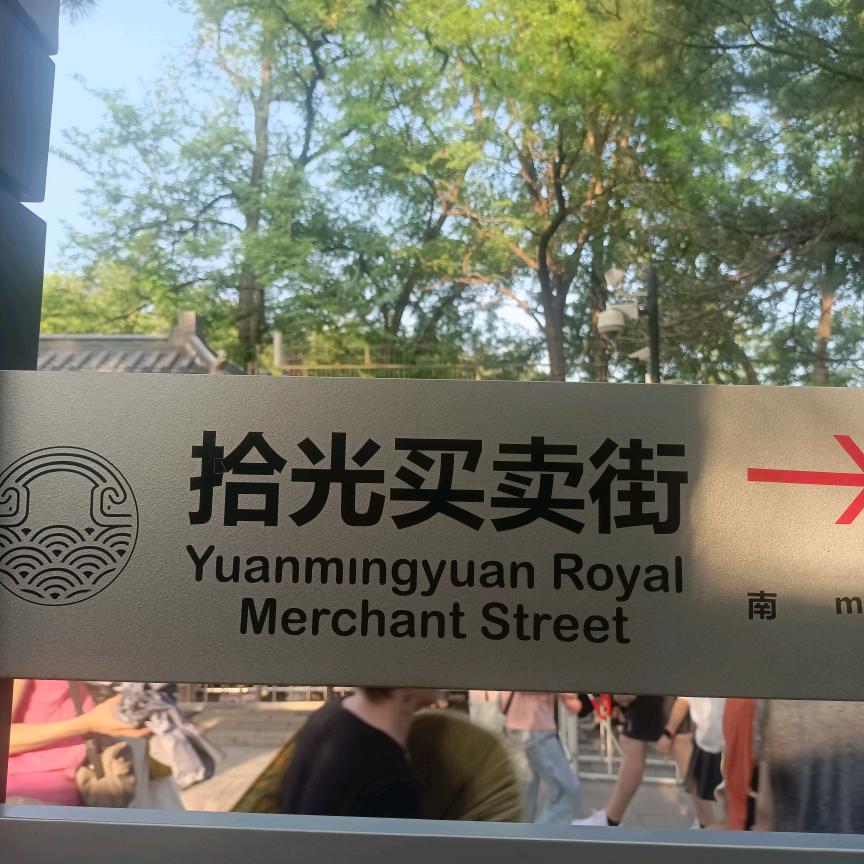 拾光买卖街
Yuanmingyuan Royal
Merchant Street
南 m